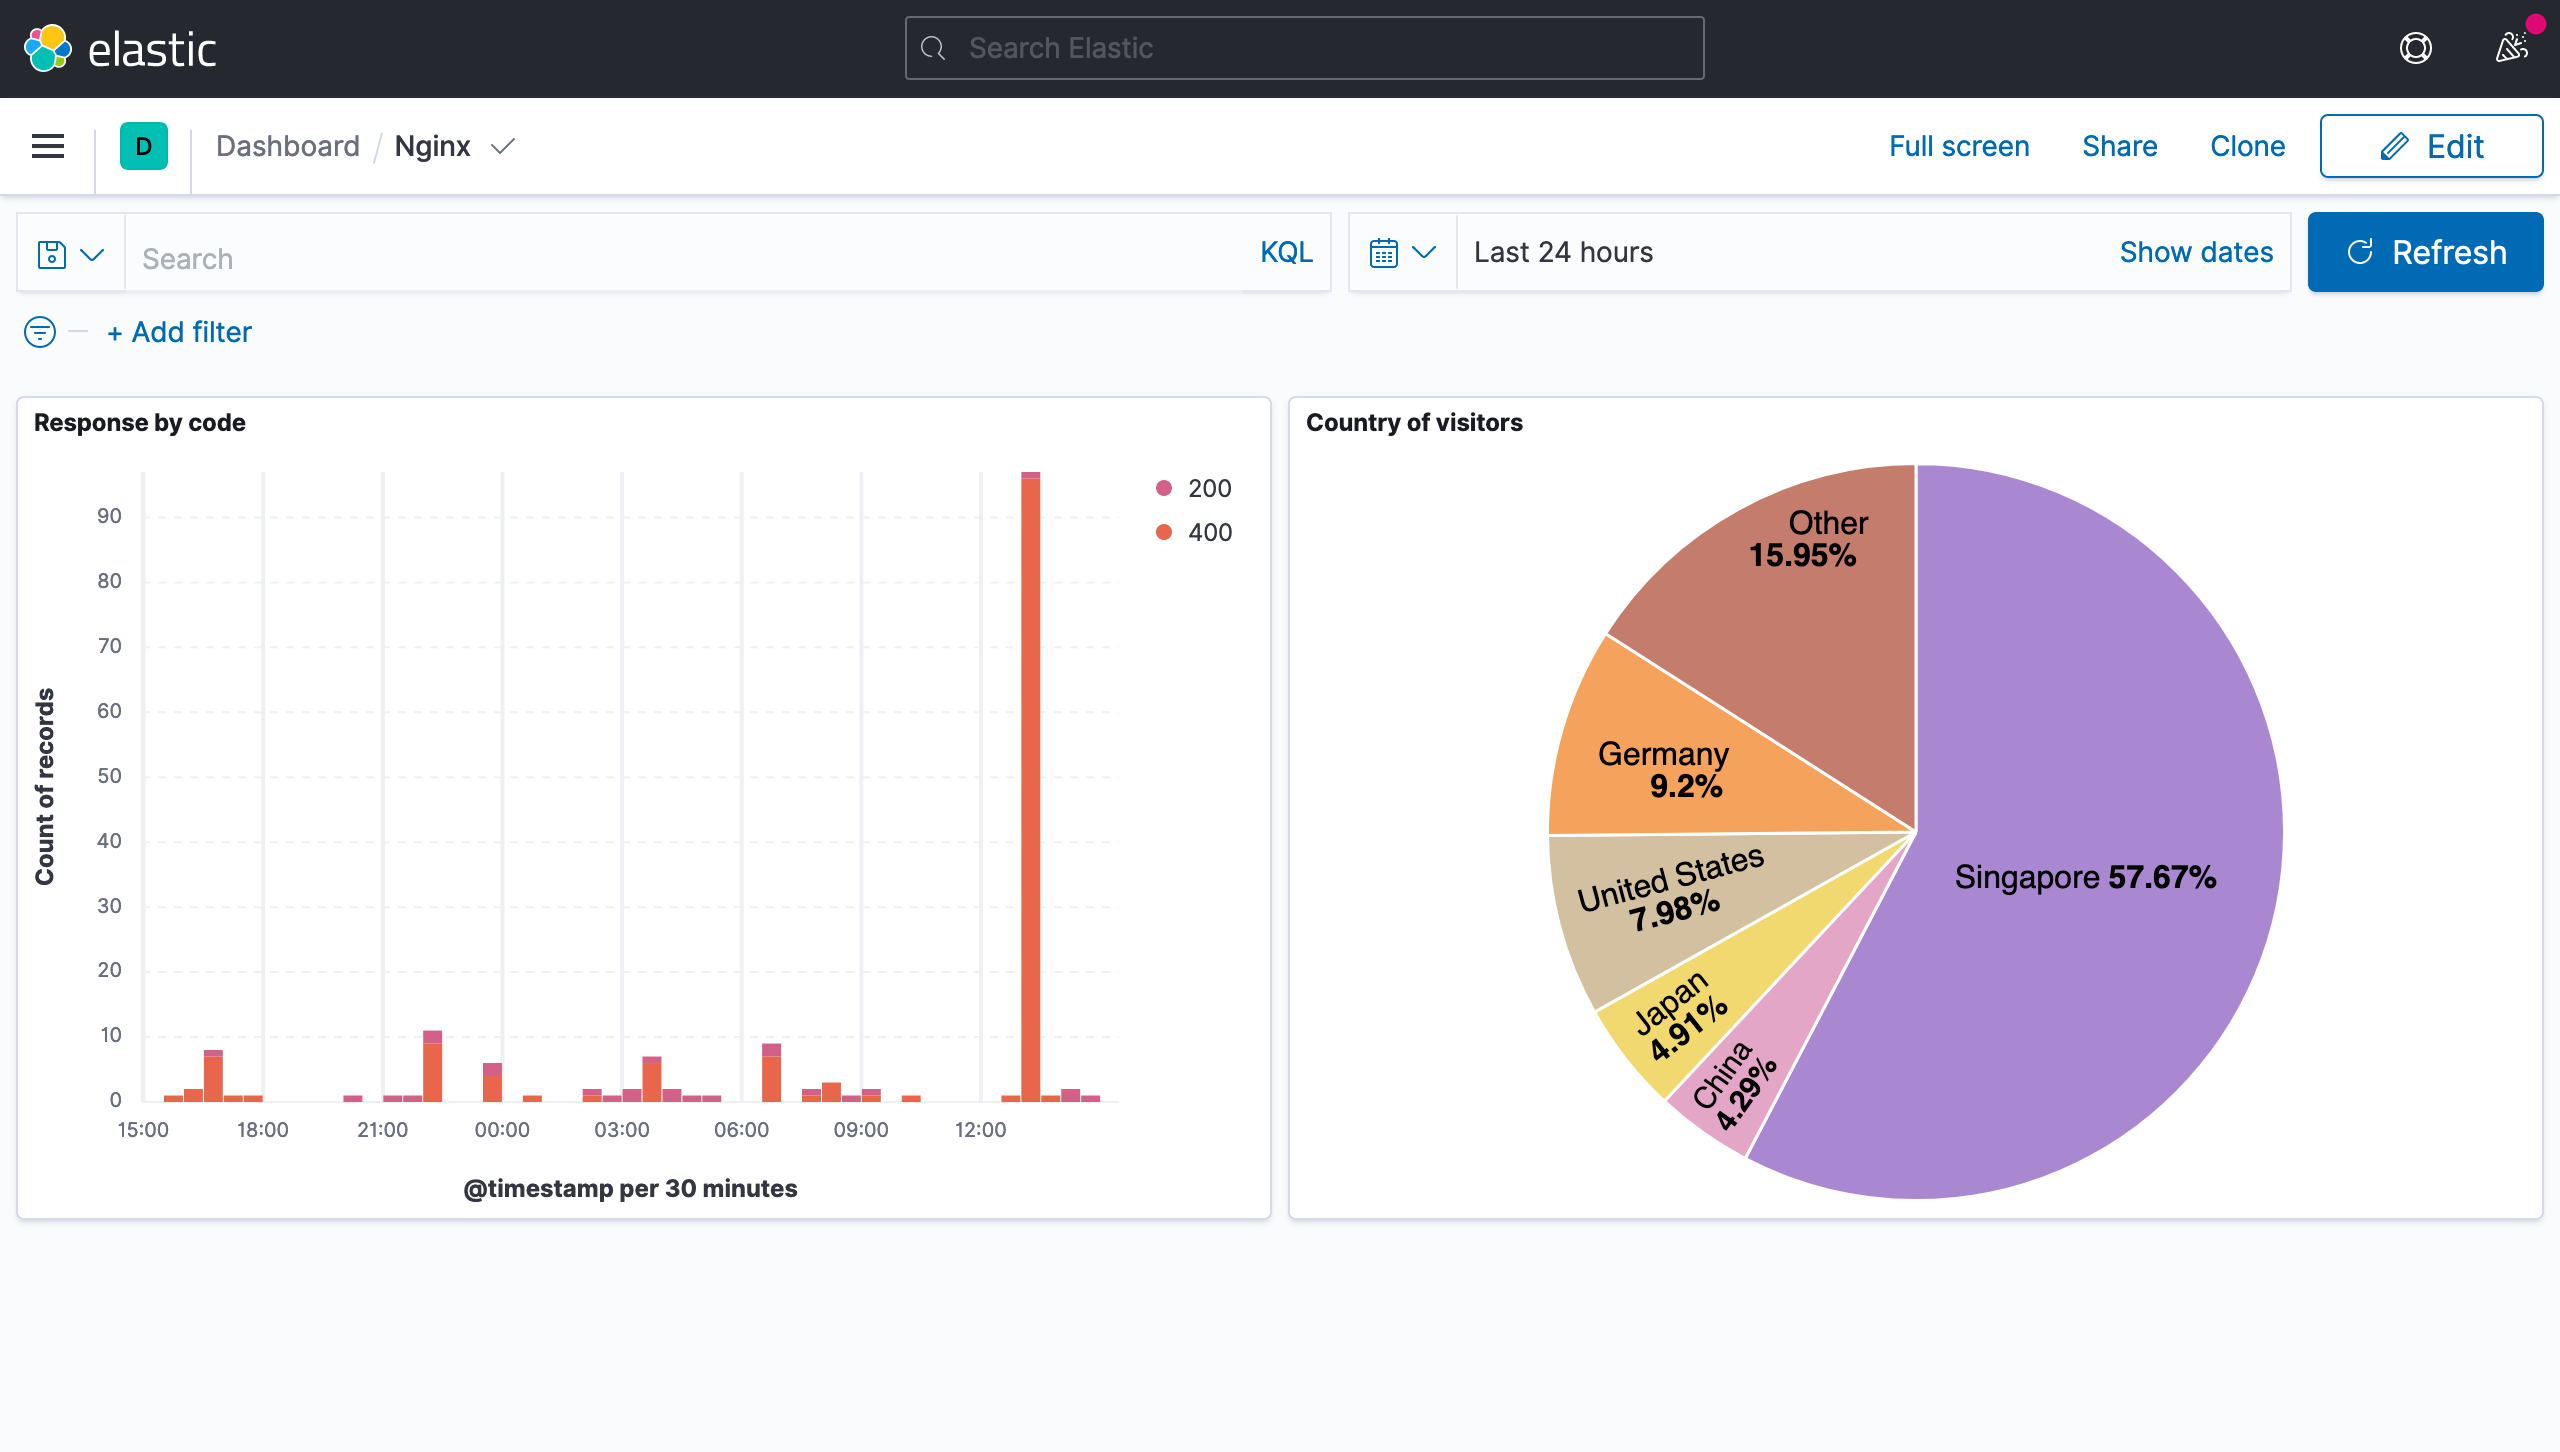 elastic
Search Elastic
D
Dashboard / Nginx
Full screen
Share
Clone
Edit
Search
KQL
Last 24 hours
Show dates
Refresh
+ Add filter
Response by code
200
400
90
80
70
60
50
40
30
20
10
0
Count of records
15:00
18:00
21:00
00:00
03:00
06:00
09:00
12:00
@timestamp per 30 minutes
Country of visitors
Other
15.95%
Germany
9.2%
United States
7.98%
Japan
4.91%
China
4.29%
Singapore 57.67%